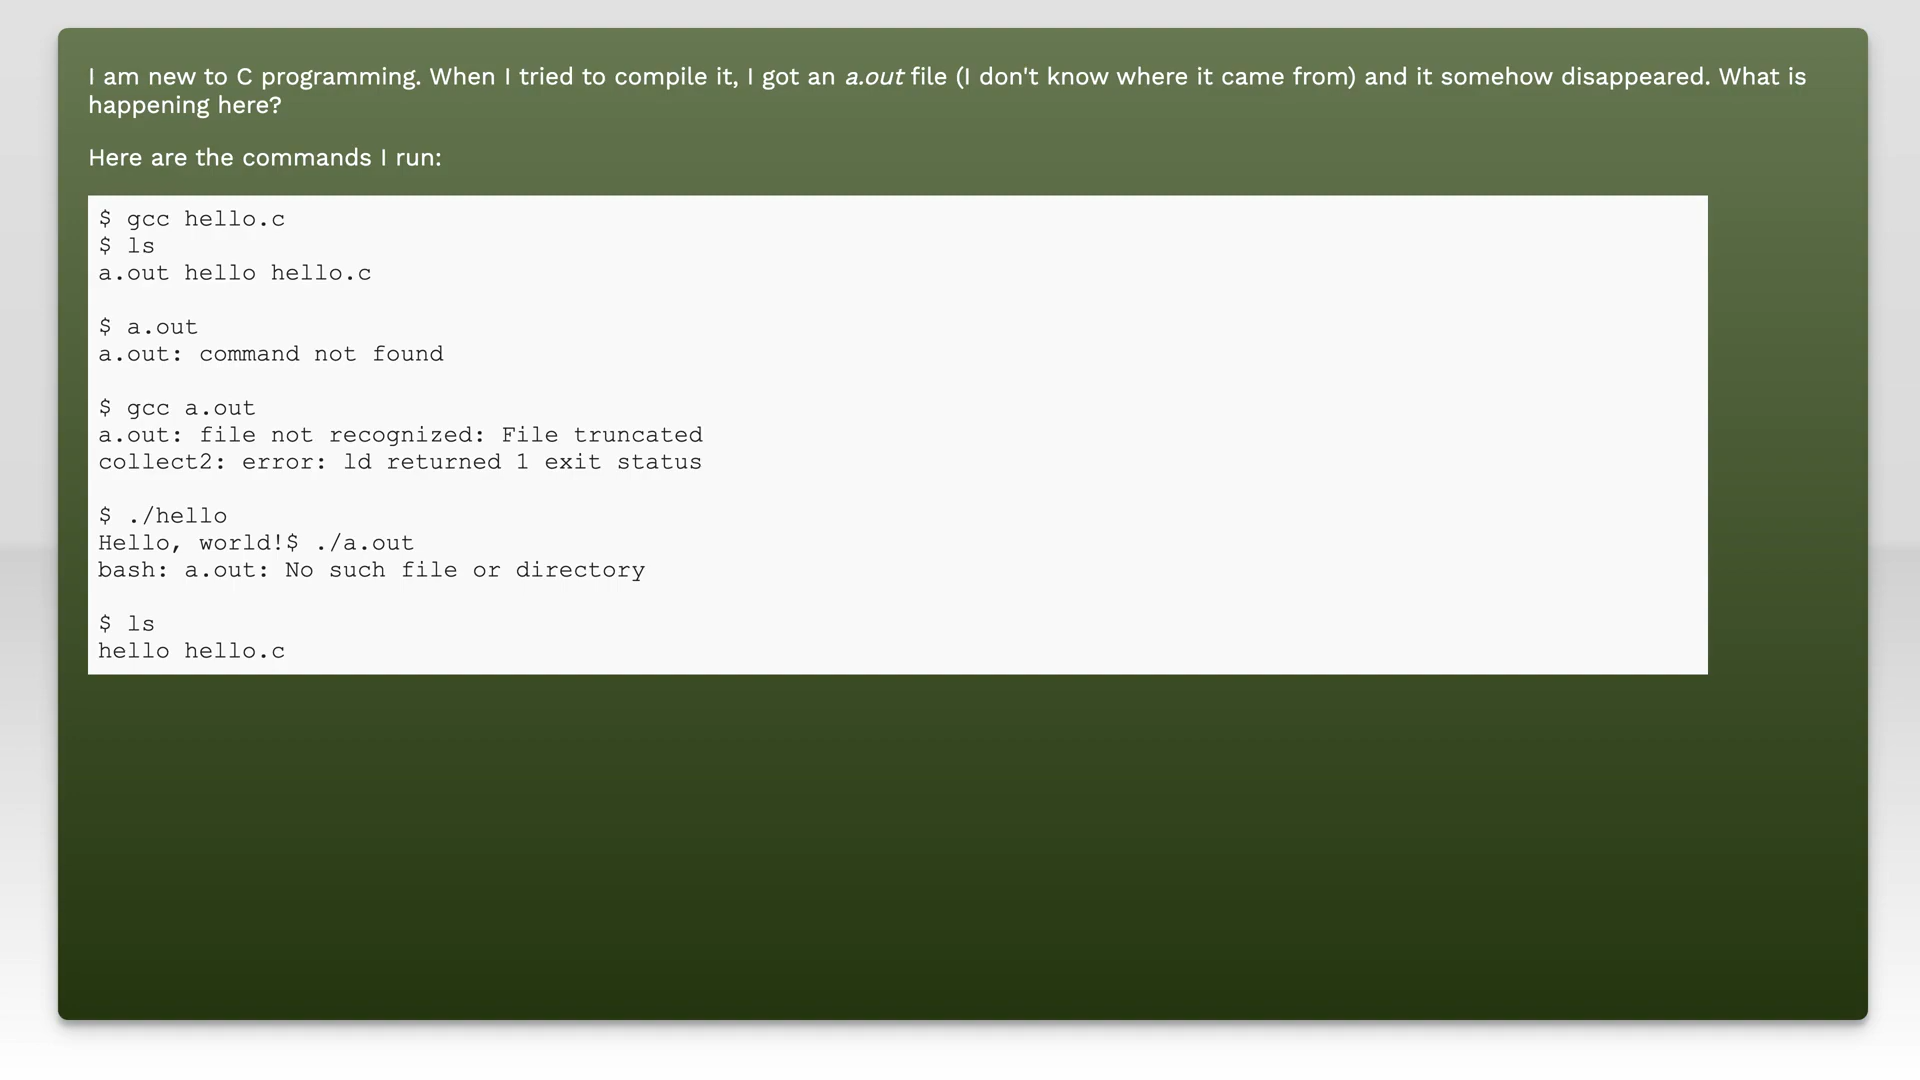 I am new to C programming. When I tried to compile it, I got an a.out file (I don't know where it came from) and it somehow disappeared. What is
happening here?
Here are the commands I run:
$ gcc hello.c
$ ls
a.out hello hello.c
$ a.out
a.out: command not found
$ gcc a.out
a.out: file not recognized: File truncated
collect2: error: ld returned 1 exit status
$ ./hello
Hello, world!$ ./a.out
bash: a.out: No such file or directory
$ ls
hello hello.c